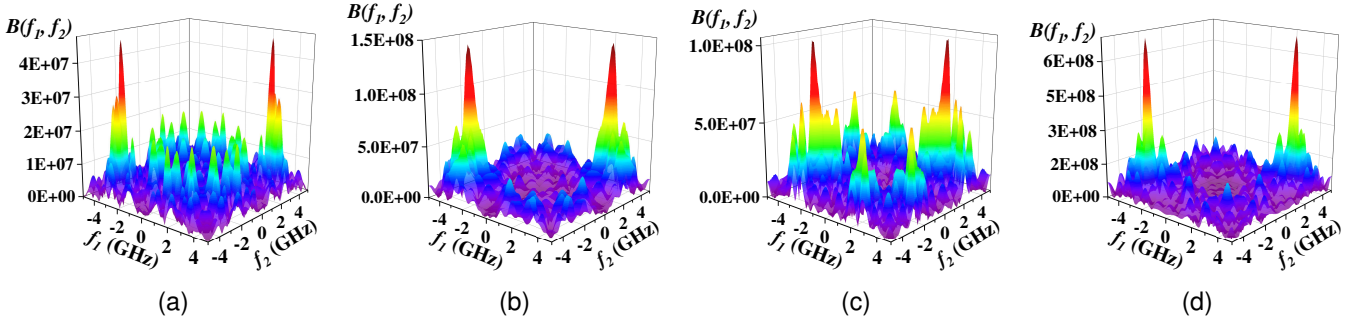 B(f1, f2)
4E+07
3E+07
2E+07
1E+07
0E+00
-4 -2 0 2 4
f1 (GHz)
-4 -2 0 2 4
f2 (GHz)
(a)
B(f1, f2)
1.5E+08
1.0E+08
5.0E+07
0.0E+00
-4 -2 0 2 4
f1 (GHz)
-4 -2 0 2 4
f2 (GHz)
(b)
B(f1, f2)
1.0E+08
5.0E+07
0.0E+00
-4 -2 0 2 4
f1 (GHz)
-4 -2 0 2 4
f2 (GHz)
(c)
B(f1, f2)
6E+08
5E+08
3E+08
2E+08
0E+00
-4 -2 0 2 4
f1 (GHz)
-4 -2 0 2 4
f2 (GHz)
(d)